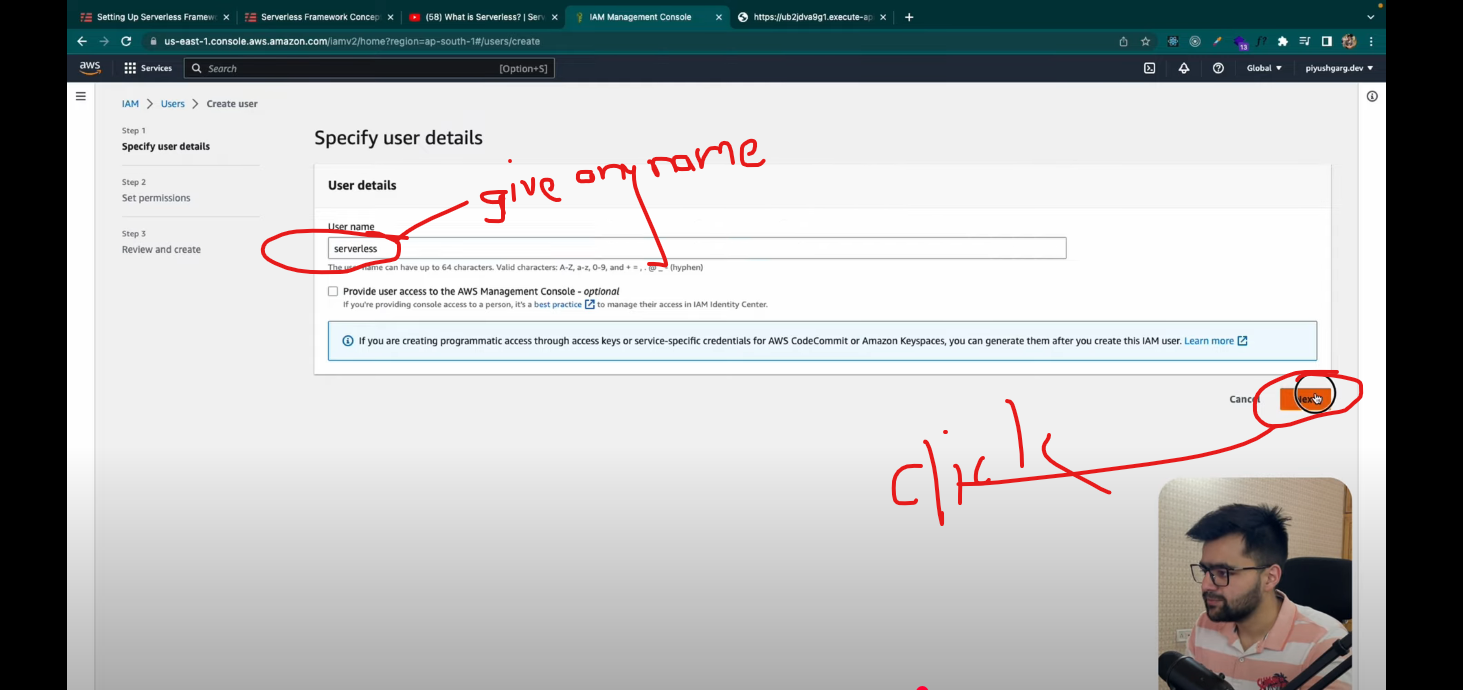 Setting Up Serverless Framew
Serverless Framework Concep
(58) What is Serverless? | Serv
IAM Management Console
https://ub2jdva9g1.execute-ap
us-east-1.console.aws.amazon.com/iamv2/home?region=ap-south-1#/users/create
13
aws
Services
Search
[Option+S]
Global
piyushgarg.dev
IAM > Users > Create user
Step 1
Specify user details
Step 2
Set permissions
Step 3
Review and create
Specify user details
give any name
User details
User name
serverless
The user name can have up to 64 characters. Valid characters: A-Z, a-z, 0-9, and + = , . @ _ - (hyphen)
Provide user access to the AWS Management Console - optional
If you're providing console access to a person, it's a best practice to manage their access in IAM Identity Center.
If you are creating programmatic access through access keys or service-specific credentials for AWS CodeCommit or Amazon Keyspaces, you can generate them after you create this IAM user. Learn more
Cancel
Next
click